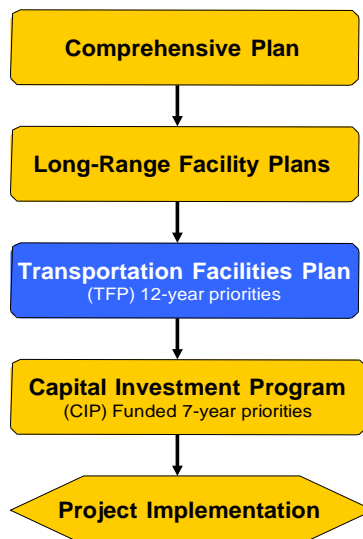 Comprehensive Plan
Long-Range Facility Plans
Transportation Facilities Plan
(TFP) 12-year priorities
Capital Investment Program
(CIP) Funded 7-year priorities
Project Implementation